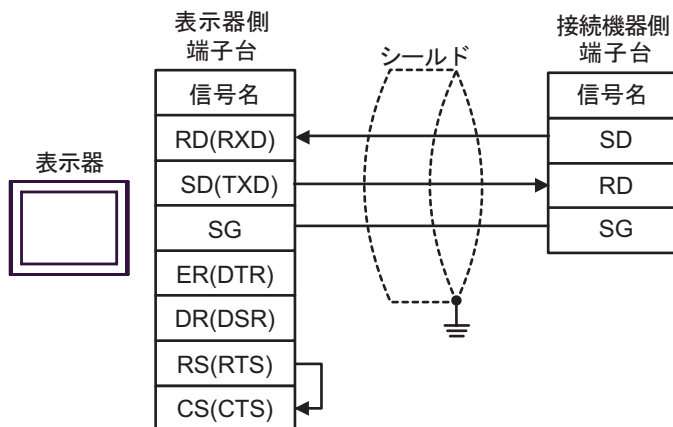 表示器側
端子台
信号名
RD(RXD)
SD(TXD)
SG
ER(DTR)
DR(DSR)
RS(RTS)
CS(CTS)
表示器
シールド
接続機器側
端子台
信号名
SD
RD
SG